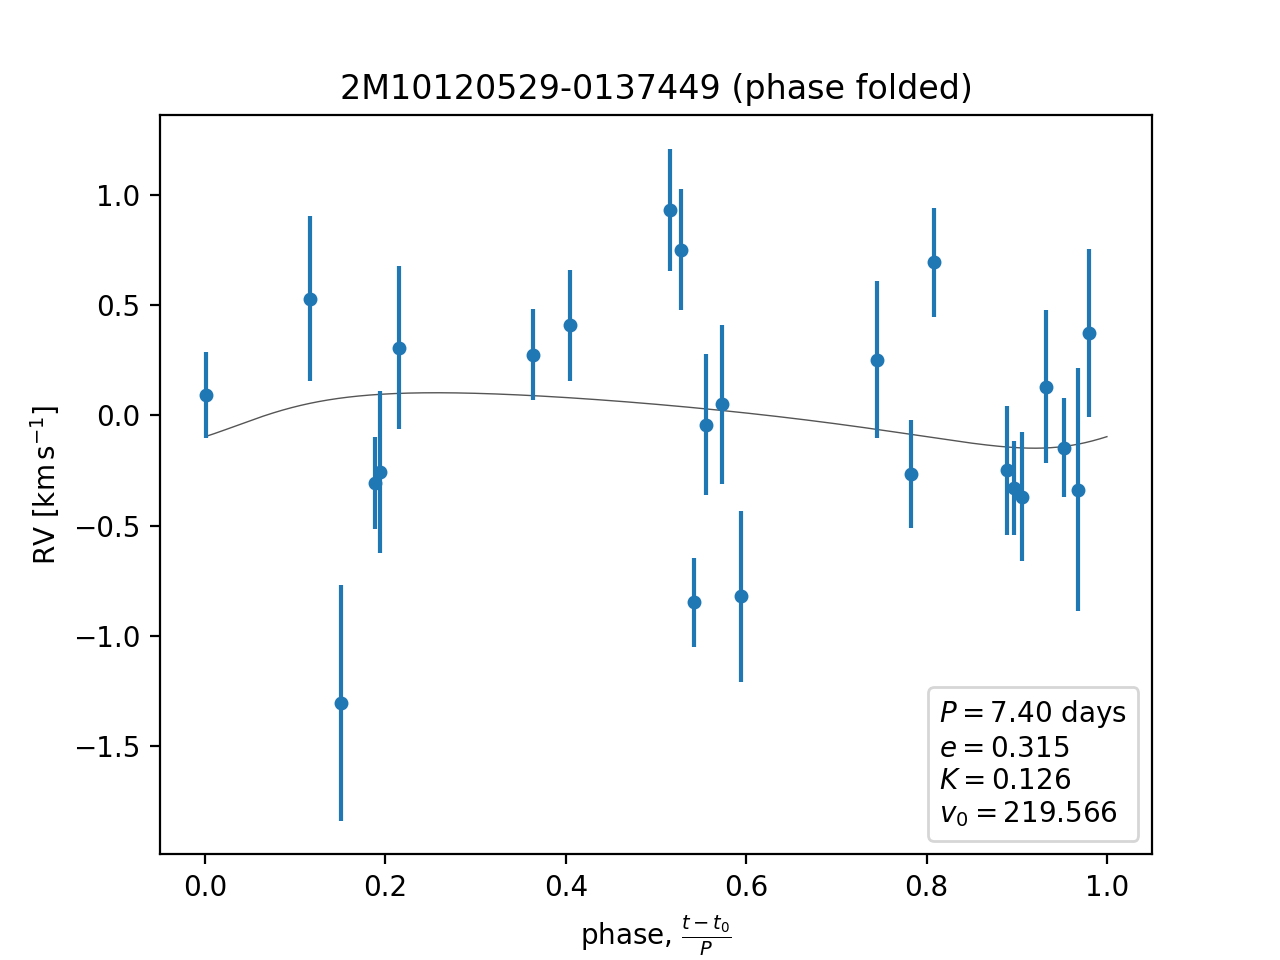 2M10120529-0137449 (phase folded)
1.0
0.5
0.0
−0.5
−1.0
−1.5
RV [km s⁻¹]
P = 7.40 days
e = 0.315
K = 0.126
v₀ = 219.566
0.0 0.2 0.4 0.6 0.8 1.0
phase, (t − t₀)/P